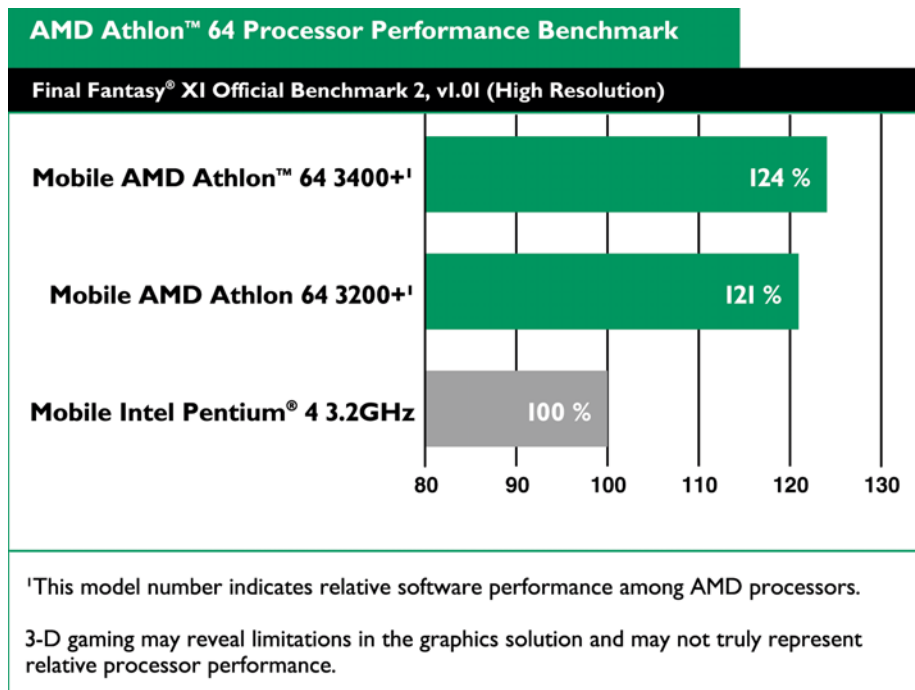 AMD Athlon™ 64 Processor Performance Benchmark
Final Fantasy® XI Official Benchmark 2, v1.01 (High Resolution)
Mobile AMD Athlon™ 64 3400+¹
124 %
Mobile AMD Athlon 64 3200+¹
121 %
Mobile Intel Pentium® 4 3.2GHz
100 %
80 90 100 110 120 130
¹This model number indicates relative software performance among AMD processors.
3-D gaming may reveal limitations in the graphics solution and may not truly represent
relative processor performance.